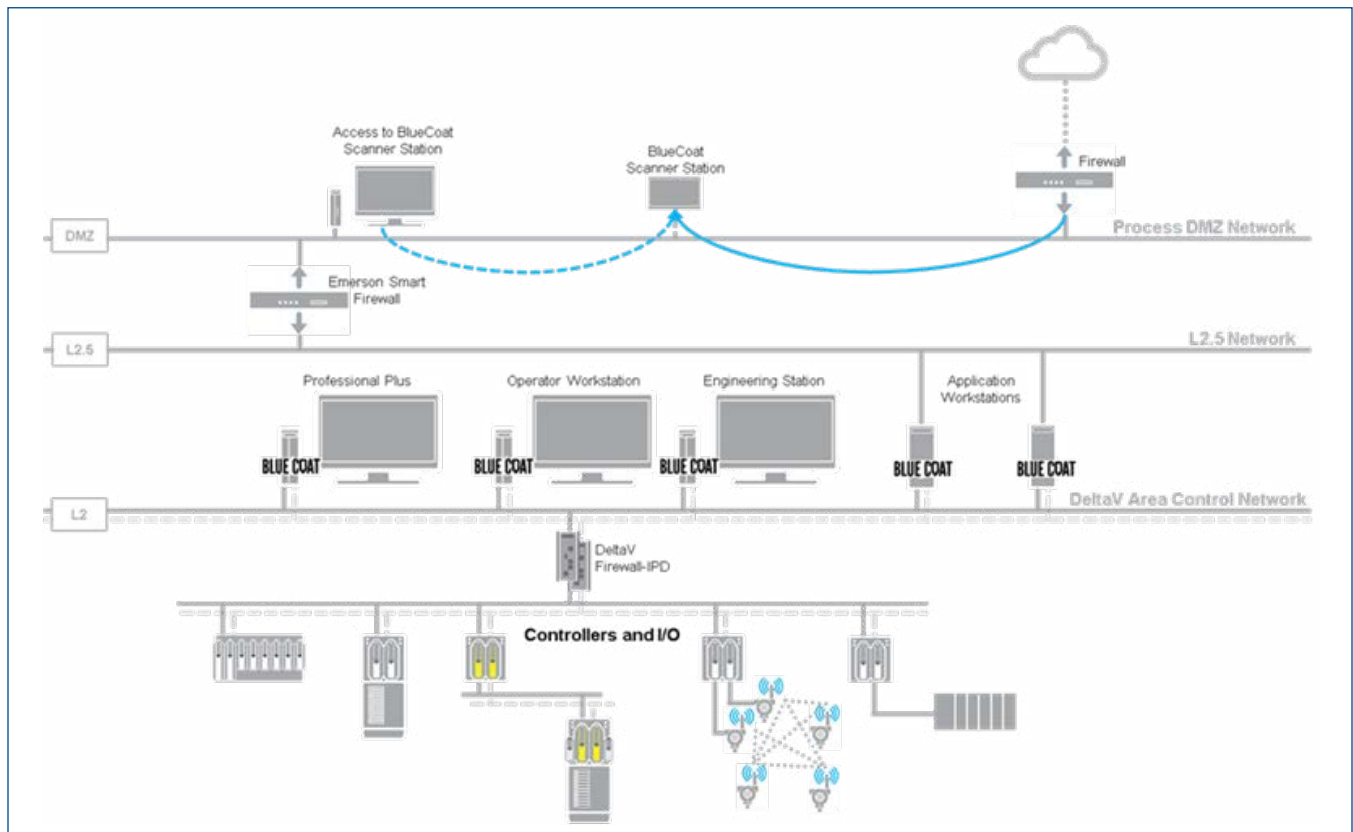 Access to BlueCoat
Scanner Station
BlueCoat
Scanner Station
Firewall
DMZ
Process DMZ Network
Emerson Smart
Firewall
L2.5
L2.5 Network
Professional Plus
Operator Workstation
Engineering Station
Application
Workstations
BLUE COAT
BLUE COAT
BLUE COAT
BLUE COAT
BLUE COAT
L2
DeltaV Area Control Network
DeltaV
Firewall-IPD
Controllers and I/O